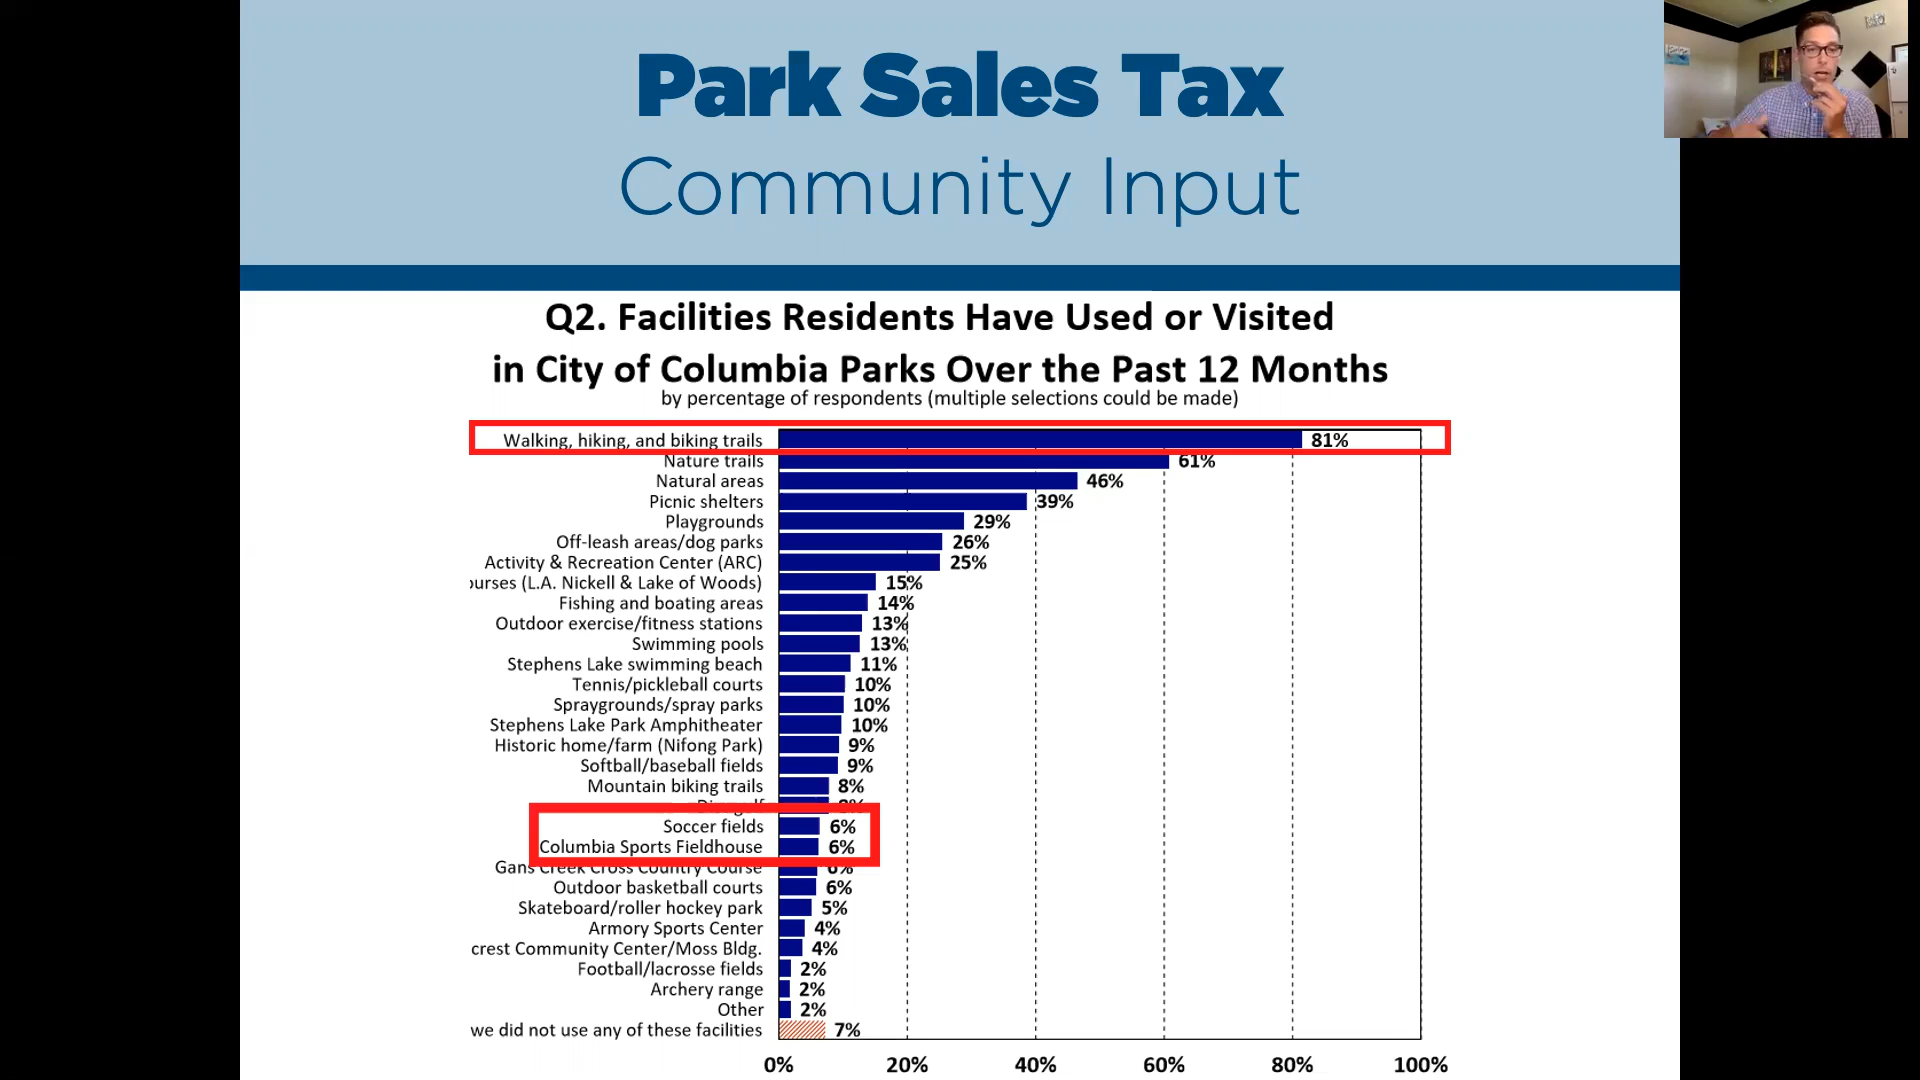 Park Sales Tax
Community Input
Q2. Facilities Residents Have Used or Visited
in City of Columbia Parks Over the Past 12 Months
by percentage of respondents (multiple selections could be made)
Walking, hiking, and biking trails 81%
Nature trails 61%
Natural areas 46%
Picnic shelters 39%
Playgrounds 29%
Off-leash areas/dog parks 26%
Activity & Recreation Center (ARC) 25%
ourses (L.A. Nickell & Lake of Woods) 15%
Fishing and boating areas 14%
Outdoor exercise/fitness stations 13%
Swimming pools 13%
Stephens Lake swimming beach 11%
Tennis/pickleball courts 10%
Spraygrounds/spray parks 10%
Stephens Lake Park Amphitheater 10%
Historic home/farm (Nifong Park) 9%
Softball/baseball fields 9%
Mountain biking trails 8%
Soccer fields 6%
Columbia Sports Fieldhouse 6%
Gans Creek Cross Country Course 6%
Outdoor basketball courts 6%
Skateboard/roller hockey park 5%
Armory Sports Center 4%
crest Community Center/Moss Bldg. 4%
Football/lacrosse fields 2%
Archery range 2%
Other 2%
we did not use any of these facilities 7%
0% 20% 40% 60% 80% 100%